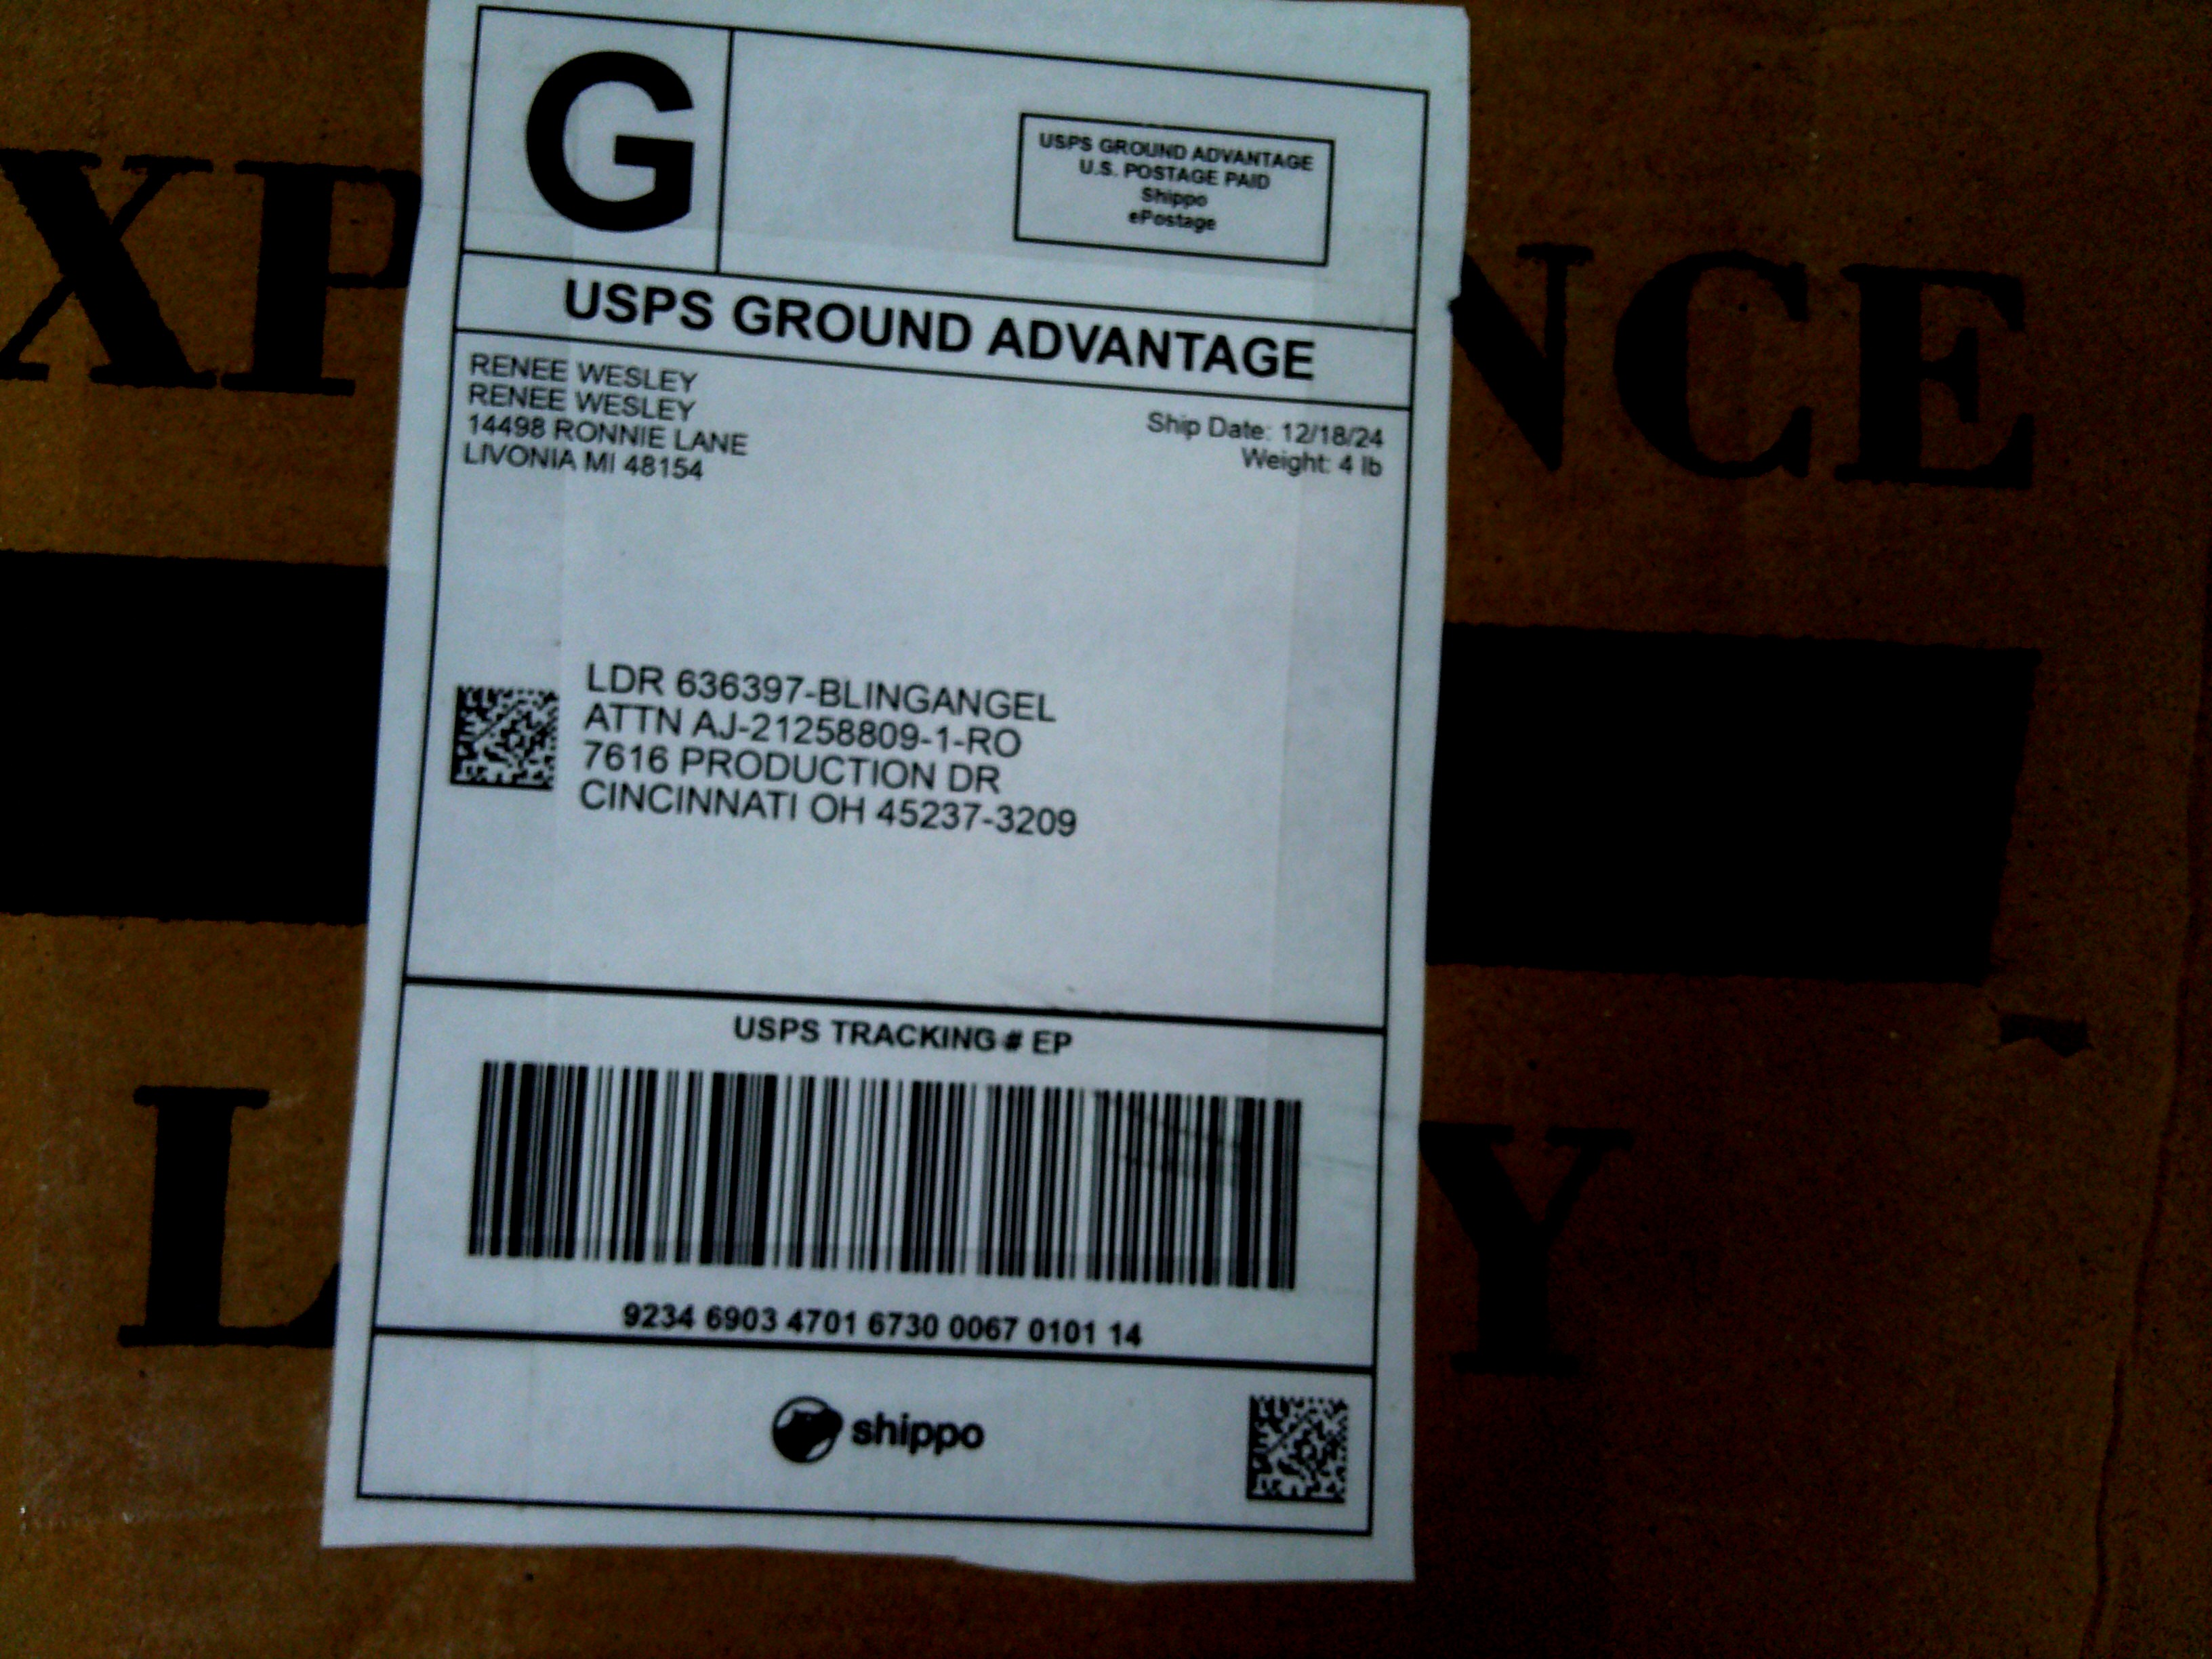 G
USPS GROUND ADVANTAGE
U.S. POSTAGE PAID
Shippo
ePostage
USPS GROUND ADVANTAGE
RENEE WESLEY
RENEE WESLEY
14498 RONNIE LANE
LIVONIA MI 48154
Ship Date: 12/18/24
Weight: 4 lb
LDR 636397-BLINGANGEL
ATTN AJ-21258809-1-RO
7616 PRODUCTION DR
CINCINNATI OH 45237-3209
USPS TRACKING # EP
9234 6903 4701 6730 0067 0101 14
shippo
XP
NCE
L
Y